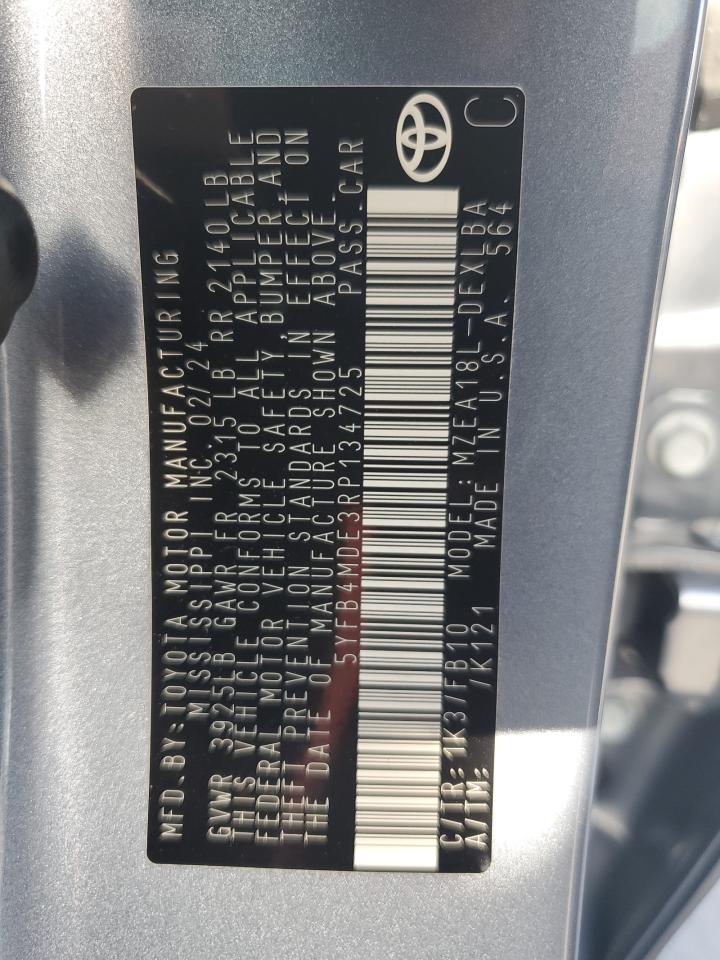 MFD.BY:TOYOTA MOTOR MANUFACTURING
MISSISSIPPI INC. 02/24
GVWR 3925LB GAWR FR 2315 LB RR 2140LB
THIS VEHICLE CONFORMS TO ALL APPLICABLE
FEDERAL MOTOR VEHICLE SAFETY, BUMPER, AND
THEFT PREVENTION STANDARDS IN EFFECT ON
THE DATE OF MANUFACTURE SHOWN ABOVE.
5YFB4MDE3RP134725 PASS.CAR
C/TR:1K3/FB10 MODEL:MZEA18L-DEXLBA
A/TM: /K121 MADE IN U.S.A. 564
C